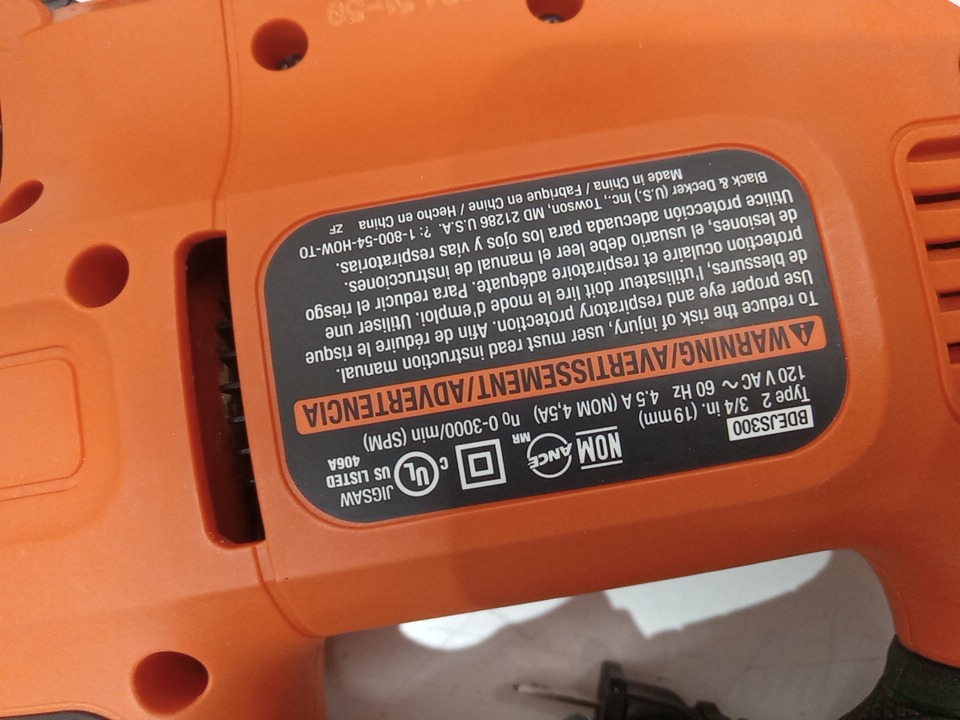 BDEJS300
NOM
ANCE
MR
C UL US LISTED
406A
JIGSAW
Type 2 3/4 in. (19mm)
120 V AC ~ 60 Hz 4.5 A (NOM 4,5A) n0 0-3000/min (SPM)
⚠WARNING/AVERTISSEMENT/ADVERTENCIA
To reduce the risk of injury, user must read instruction manual.
Use proper respiratory and eye protection. Afin de réduire le risque
de blessures, l'utilisateur doit lire le mode d'emploi. Utiliser une
protection oculaire et respiratoire adéquate. Para reducir el riesgo
de lesiones, el usuario debe leer el manual de instrucciones.
Utilice protección adecuada para los ojos y vías respiratorias.
Black & Decker (U.S.) Inc., Towson, MD 21286 U.S.A. ?: 1-800-54-HOW-TO
Made in China / Fabriqué en Chine / Hecho en China ZF